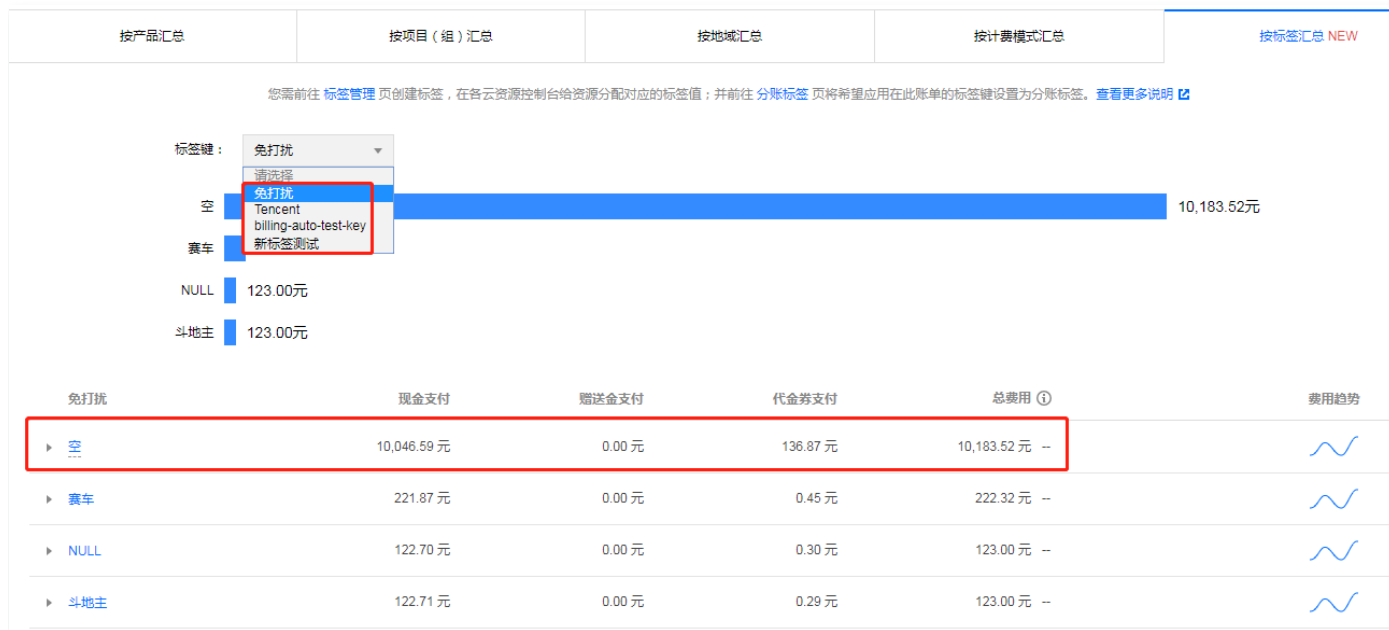 按产品汇总 按项目（组）汇总 按地域汇总 按计费模式汇总 按标签汇总 NEW
您需前往 标签管理 页创建标签，在各云资源控制台给资源分配对应的标签值；并前往 分账标签 页将希望应用在此账单的标签键设置为分账标签。查看更多说明
标签键： 免打扰
请选择
免打扰
Tencent
billing-auto-test-key
新标签测试
空 10,183.52元
赛车
NULL 123.00元
斗地主 123.00元
免打扰 现金支付 赠送金支付 代金券支付 总费用 费用趋势
空 10,046.59 元 0.00 元 136.87 元 10,183.52 元 --
赛车 221.87 元 0.00 元 0.45 元 222.32 元 --
NULL 122.70 元 0.00 元 0.30 元 123.00 元 --
斗地主 122.71 元 0.00 元 0.29 元 123.00 元 --